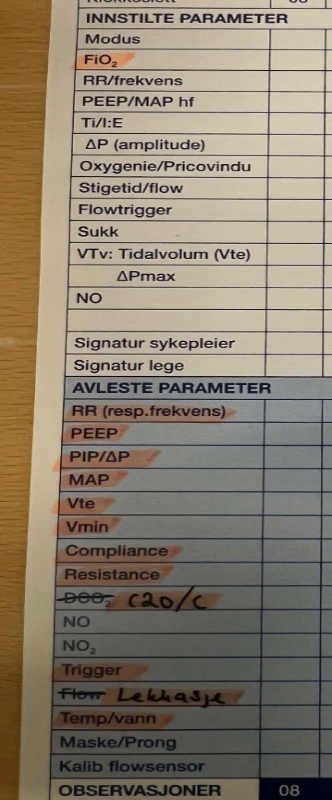 Klokkeslett 08
INNSTILTE PARAMETER
Modus
FiO₂
RR/frekvens
PEEP/MAP hf
Ti/I:E
ΔP (amplitude)
Oxygenie/Pricovindu
Stigetid/flow
Flowtrigger
Sukk
VTv: Tidalvolum (Vte)
ΔPmax
NO
Signatur sykepleier
Signatur lege
AVLESTE PARAMETER
RR (resp.frekvens)
PEEP
PIP/ΔP
MAP
Vte
Vmin
Compliance
Resistance
DCO₂ C20/C
NO
NO₂
Trigger
Flow Lekkasje
Temp/vann
Maske/Prong
Kalib flowsensor
OBSERVASJONER 08